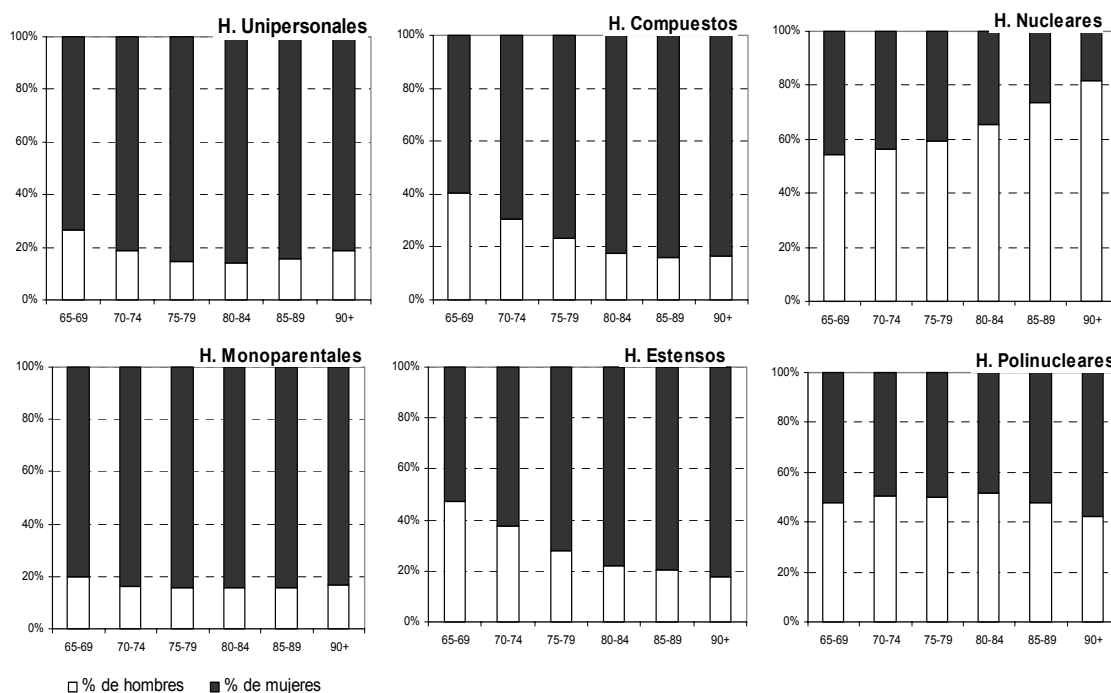 H. Unipersonales
100%
80%
60%
40%
20%
0%
65-69 70-74 75-79 80-84 85-89 90+
H. Compuestos
100%
80%
60%
40%
20%
0%
65-69 70-74 75-79 80-84 85-89 90+
H. Nucleares
100%
80%
60%
40%
20%
0%
65-69 70-74 75-79 80-84 85-89 90+
H. Monoparentales
100%
80%
60%
40%
20%
0%
65-69 70-74 75-79 80-84 85-89 90+
H. Estensos
100%
80%
60%
40%
20%
0%
65-69 70-74 75-79 80-84 85-89 90+
H. Polinucleares
100%
80%
60%
40%
20%
0%
65-69 70-74 75-79 80-84 85-89 90+
% de hombres % de mujeres